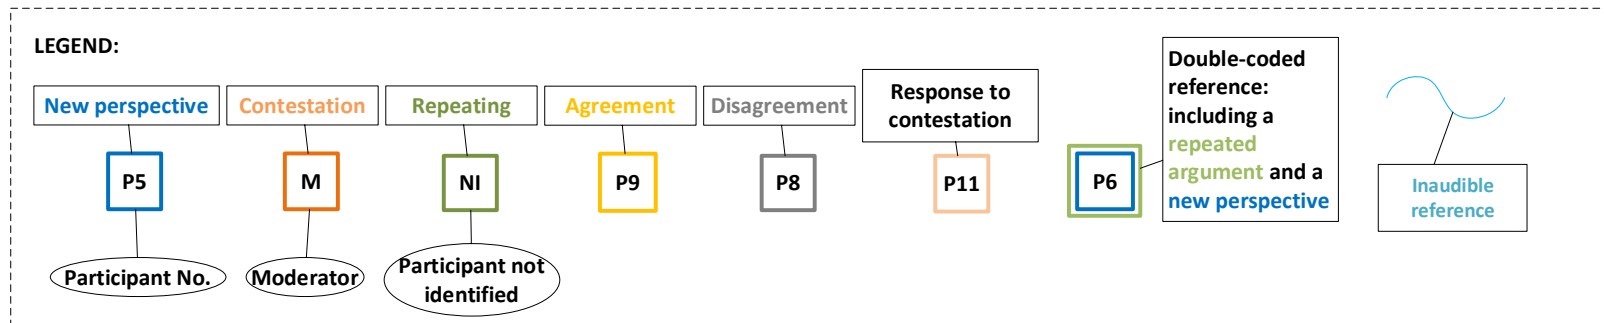 LEGEND:
New perspective
Contestation
Repeating
Agreement
Disagreement
Response to
contestation
Double-coded
reference:
including a
repeated
argument and a
new perspective
P5
M
NI
P9
P8
P11
P6
Inaudible
reference
Participant No.
Moderator
Participant not
identified